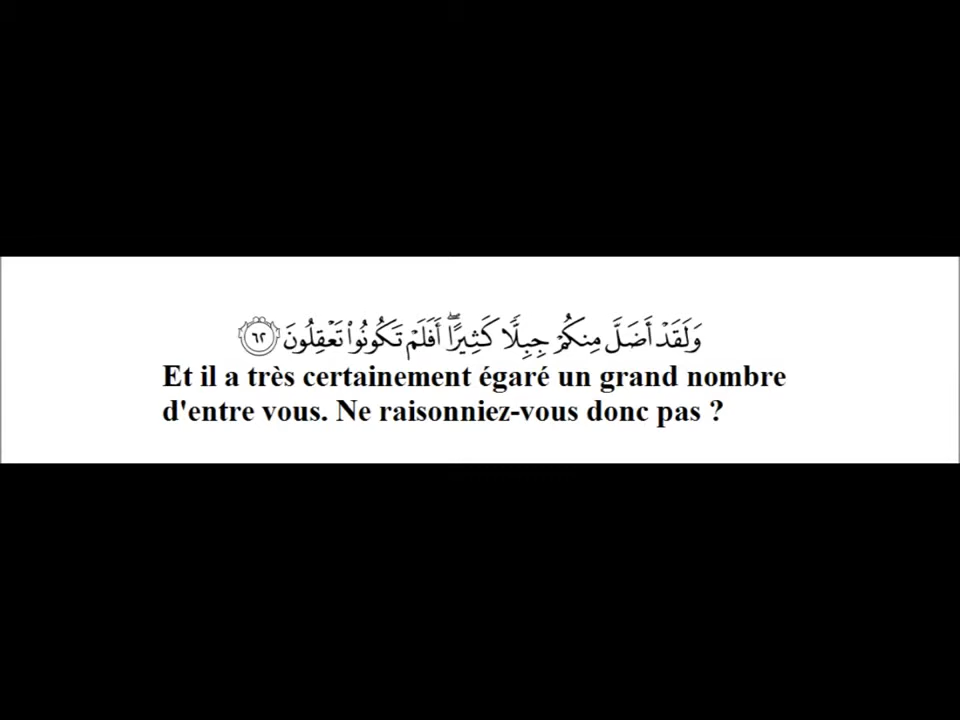 وَلَقَدْ أَضَلَّ مِنكُمْ جِبِلًّا كَثِيرًا ۖ أَفَلَمْ تَكُونُوا۟ تَعْقِلُونَ ٦٢
Et il a très certainement égaré un grand nombre
d'entre vous. Ne raisonniez-vous donc pas ?